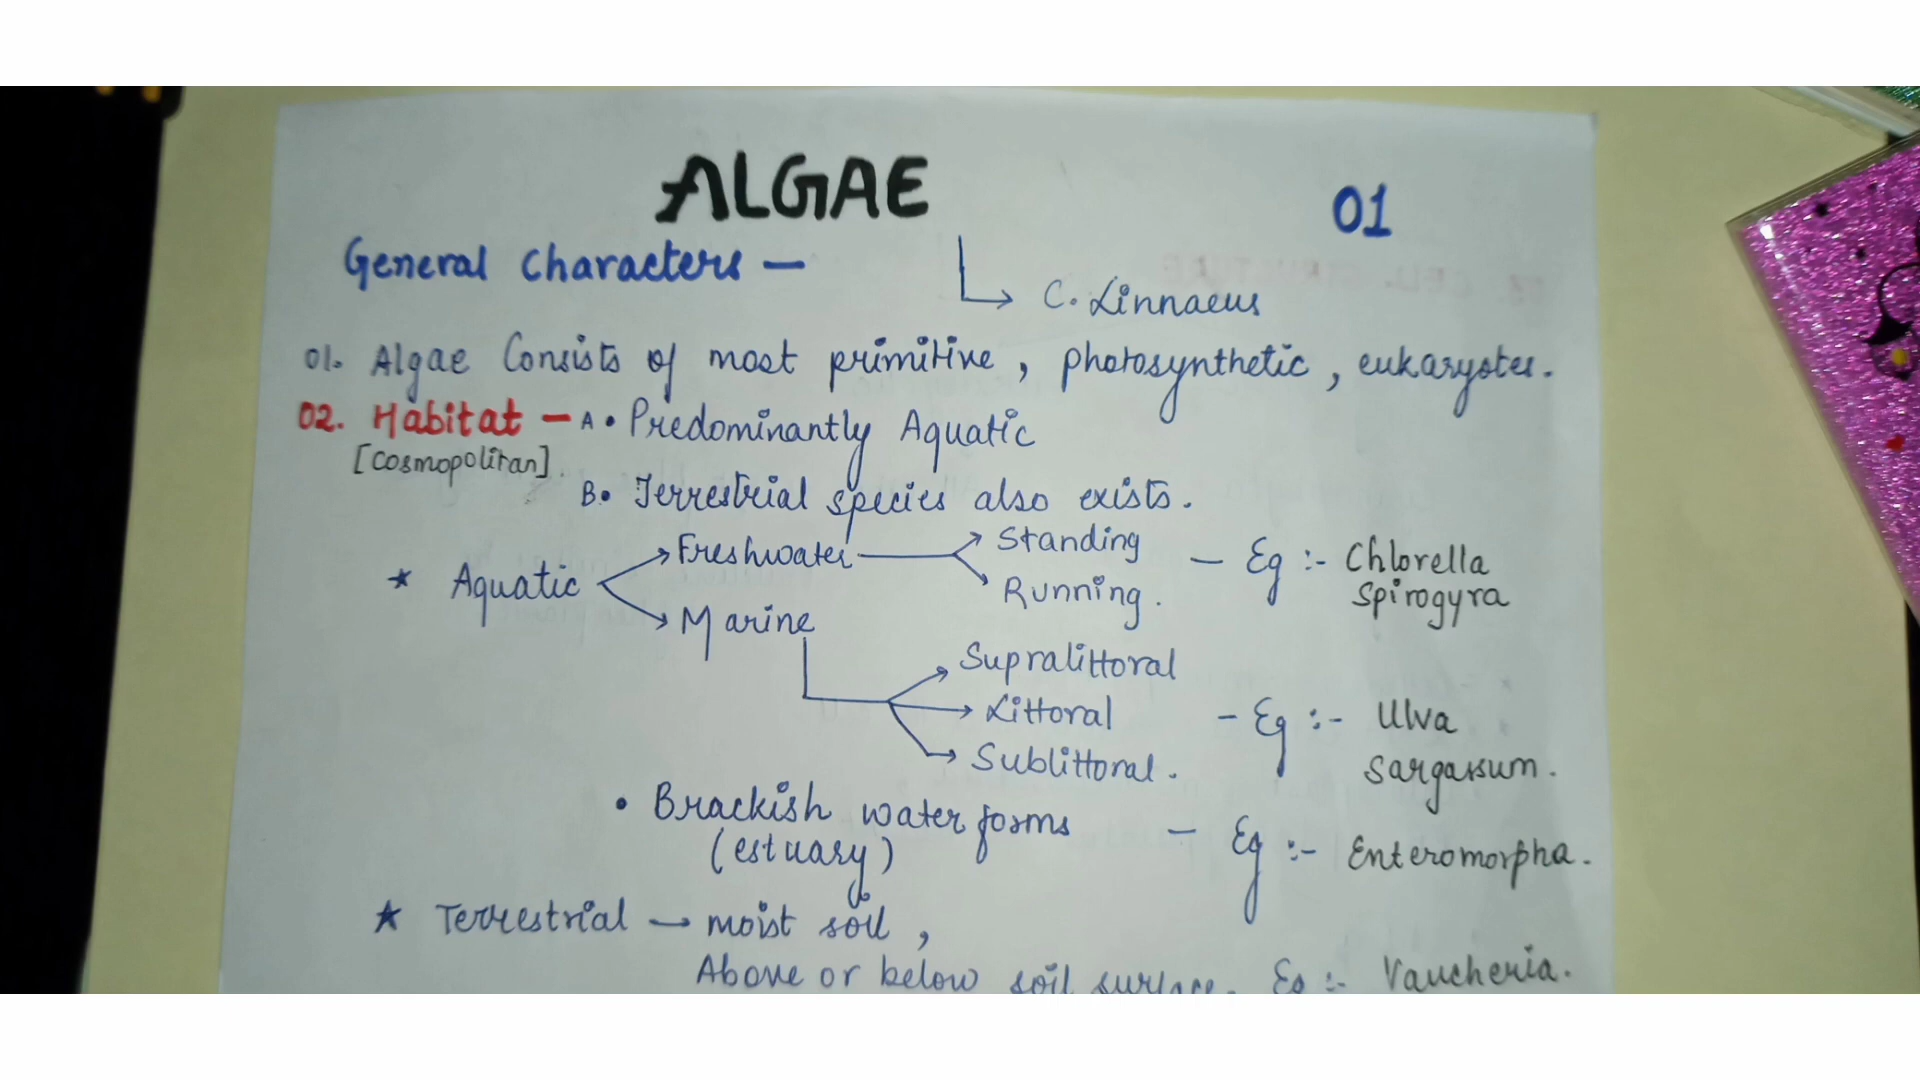 ALGAE
01
General Characters —
C. Linnaeus
01. Algae Consists of most primitive, photosynthetic, eukaryotes.
02. Habitat — A. Predominantly Aquatic
[Cosmopolitan]
B. Terrestrial species also exists.
Freshwater
Standing
Running.
— Eg :- Chlorella
Spirogyra
★ Aquatic
Marine
Supralittoral
Littoral
Sublittoral.
- Eg :- Ulva
Sargassum.
• Brackish water forms
(estuary)
— Eg :- Enteromorpha.
★ Terrestrial → moist soil,
Above or below soil surface. Eg :- Vaucheria.